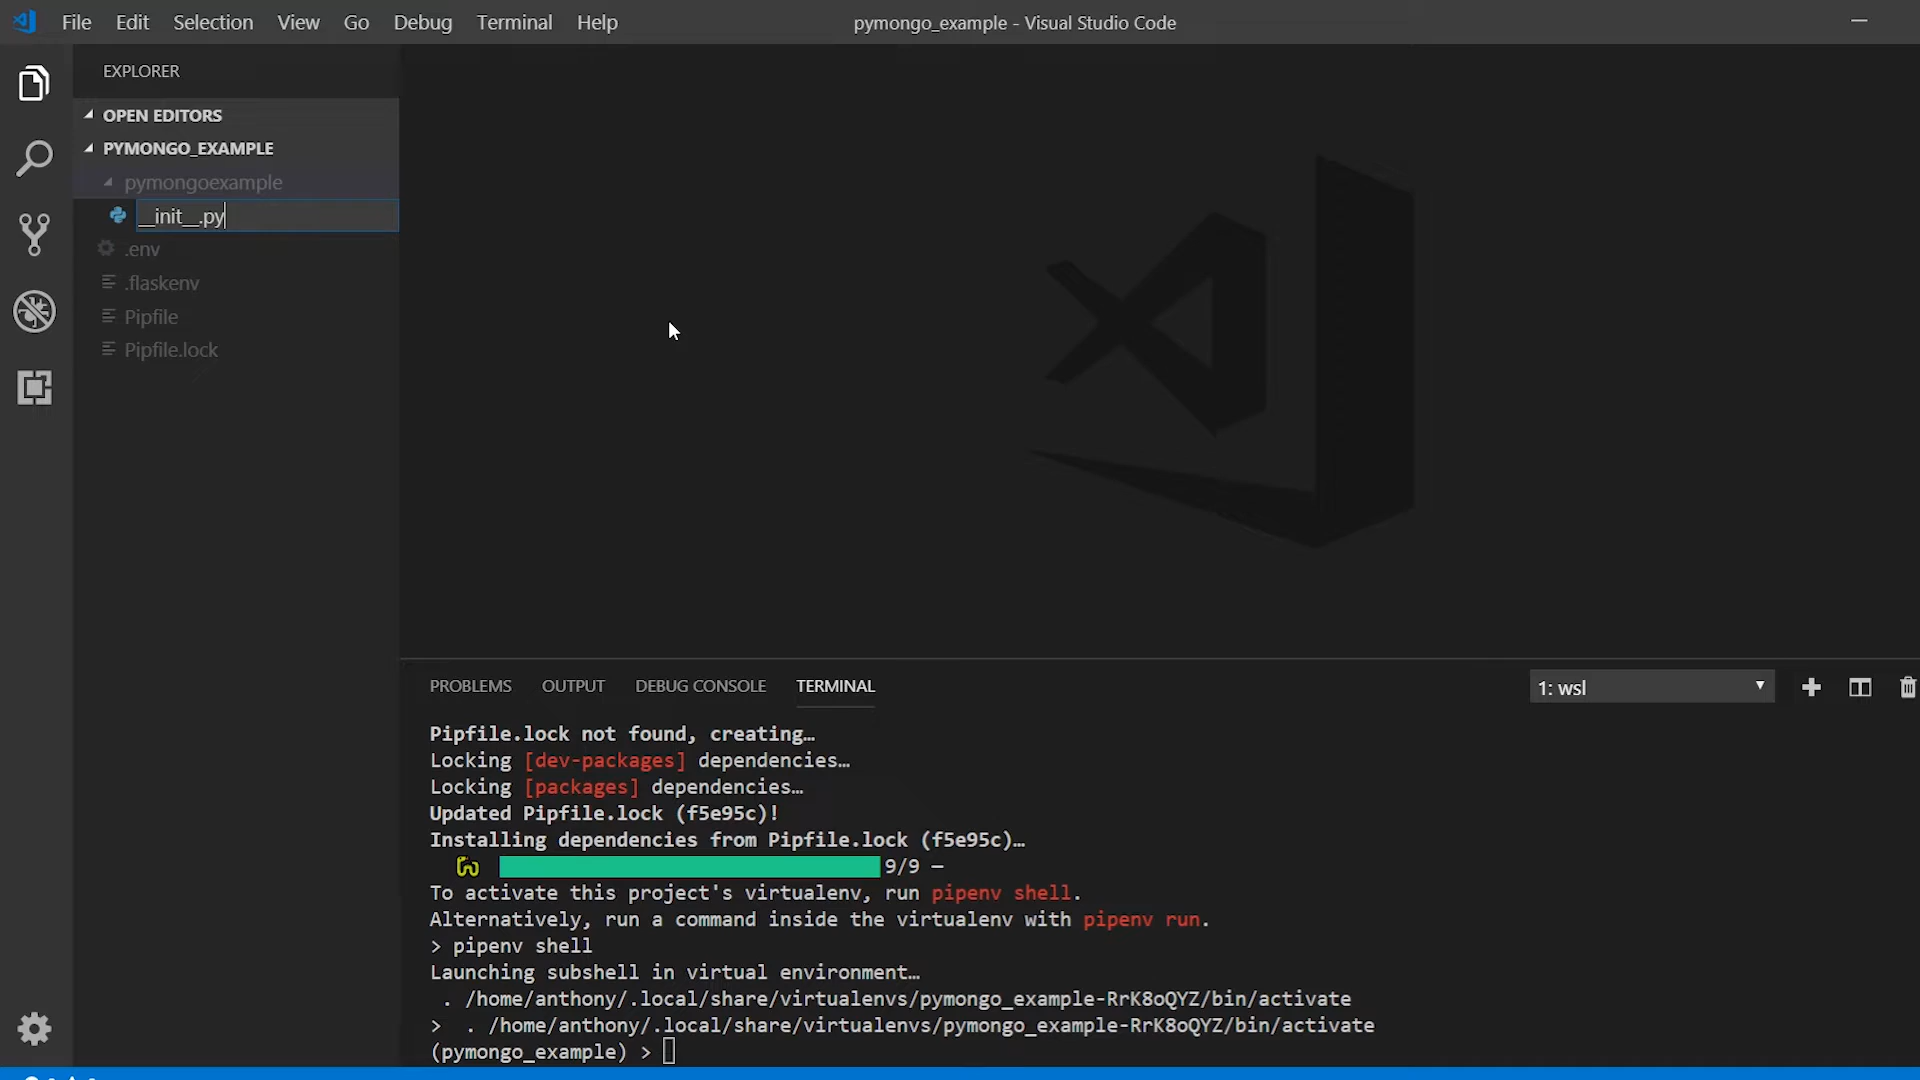 File Edit Selection View Go Debug Terminal Help
pymongo_example - Visual Studio Code
EXPLORER
OPEN EDITORS
PYMONGO_EXAMPLE
pymongoexample
__init__.py
.env
.flaskenv
Pipfile
Pipfile.lock
PROBLEMS OUTPUT DEBUG CONSOLE TERMINAL
1: wsl
Pipfile.lock not found, creating…
Locking [dev-packages] dependencies…
Locking [packages] dependencies…
Updated Pipfile.lock (f5e95c)!
Installing dependencies from Pipfile.lock (f5e95c)…
9/9 —
To activate this project's virtualenv, run pipenv shell.
Alternatively, run a command inside the virtualenv with pipenv run.
> pipenv shell
Launching subshell in virtual environment…
. /home/anthony/.local/share/virtualenvs/pymongo_example-RrK8oQYZ/bin/activate
> . /home/anthony/.local/share/virtualenvs/pymongo_example-RrK8oQYZ/bin/activate
(pymongo_example) >